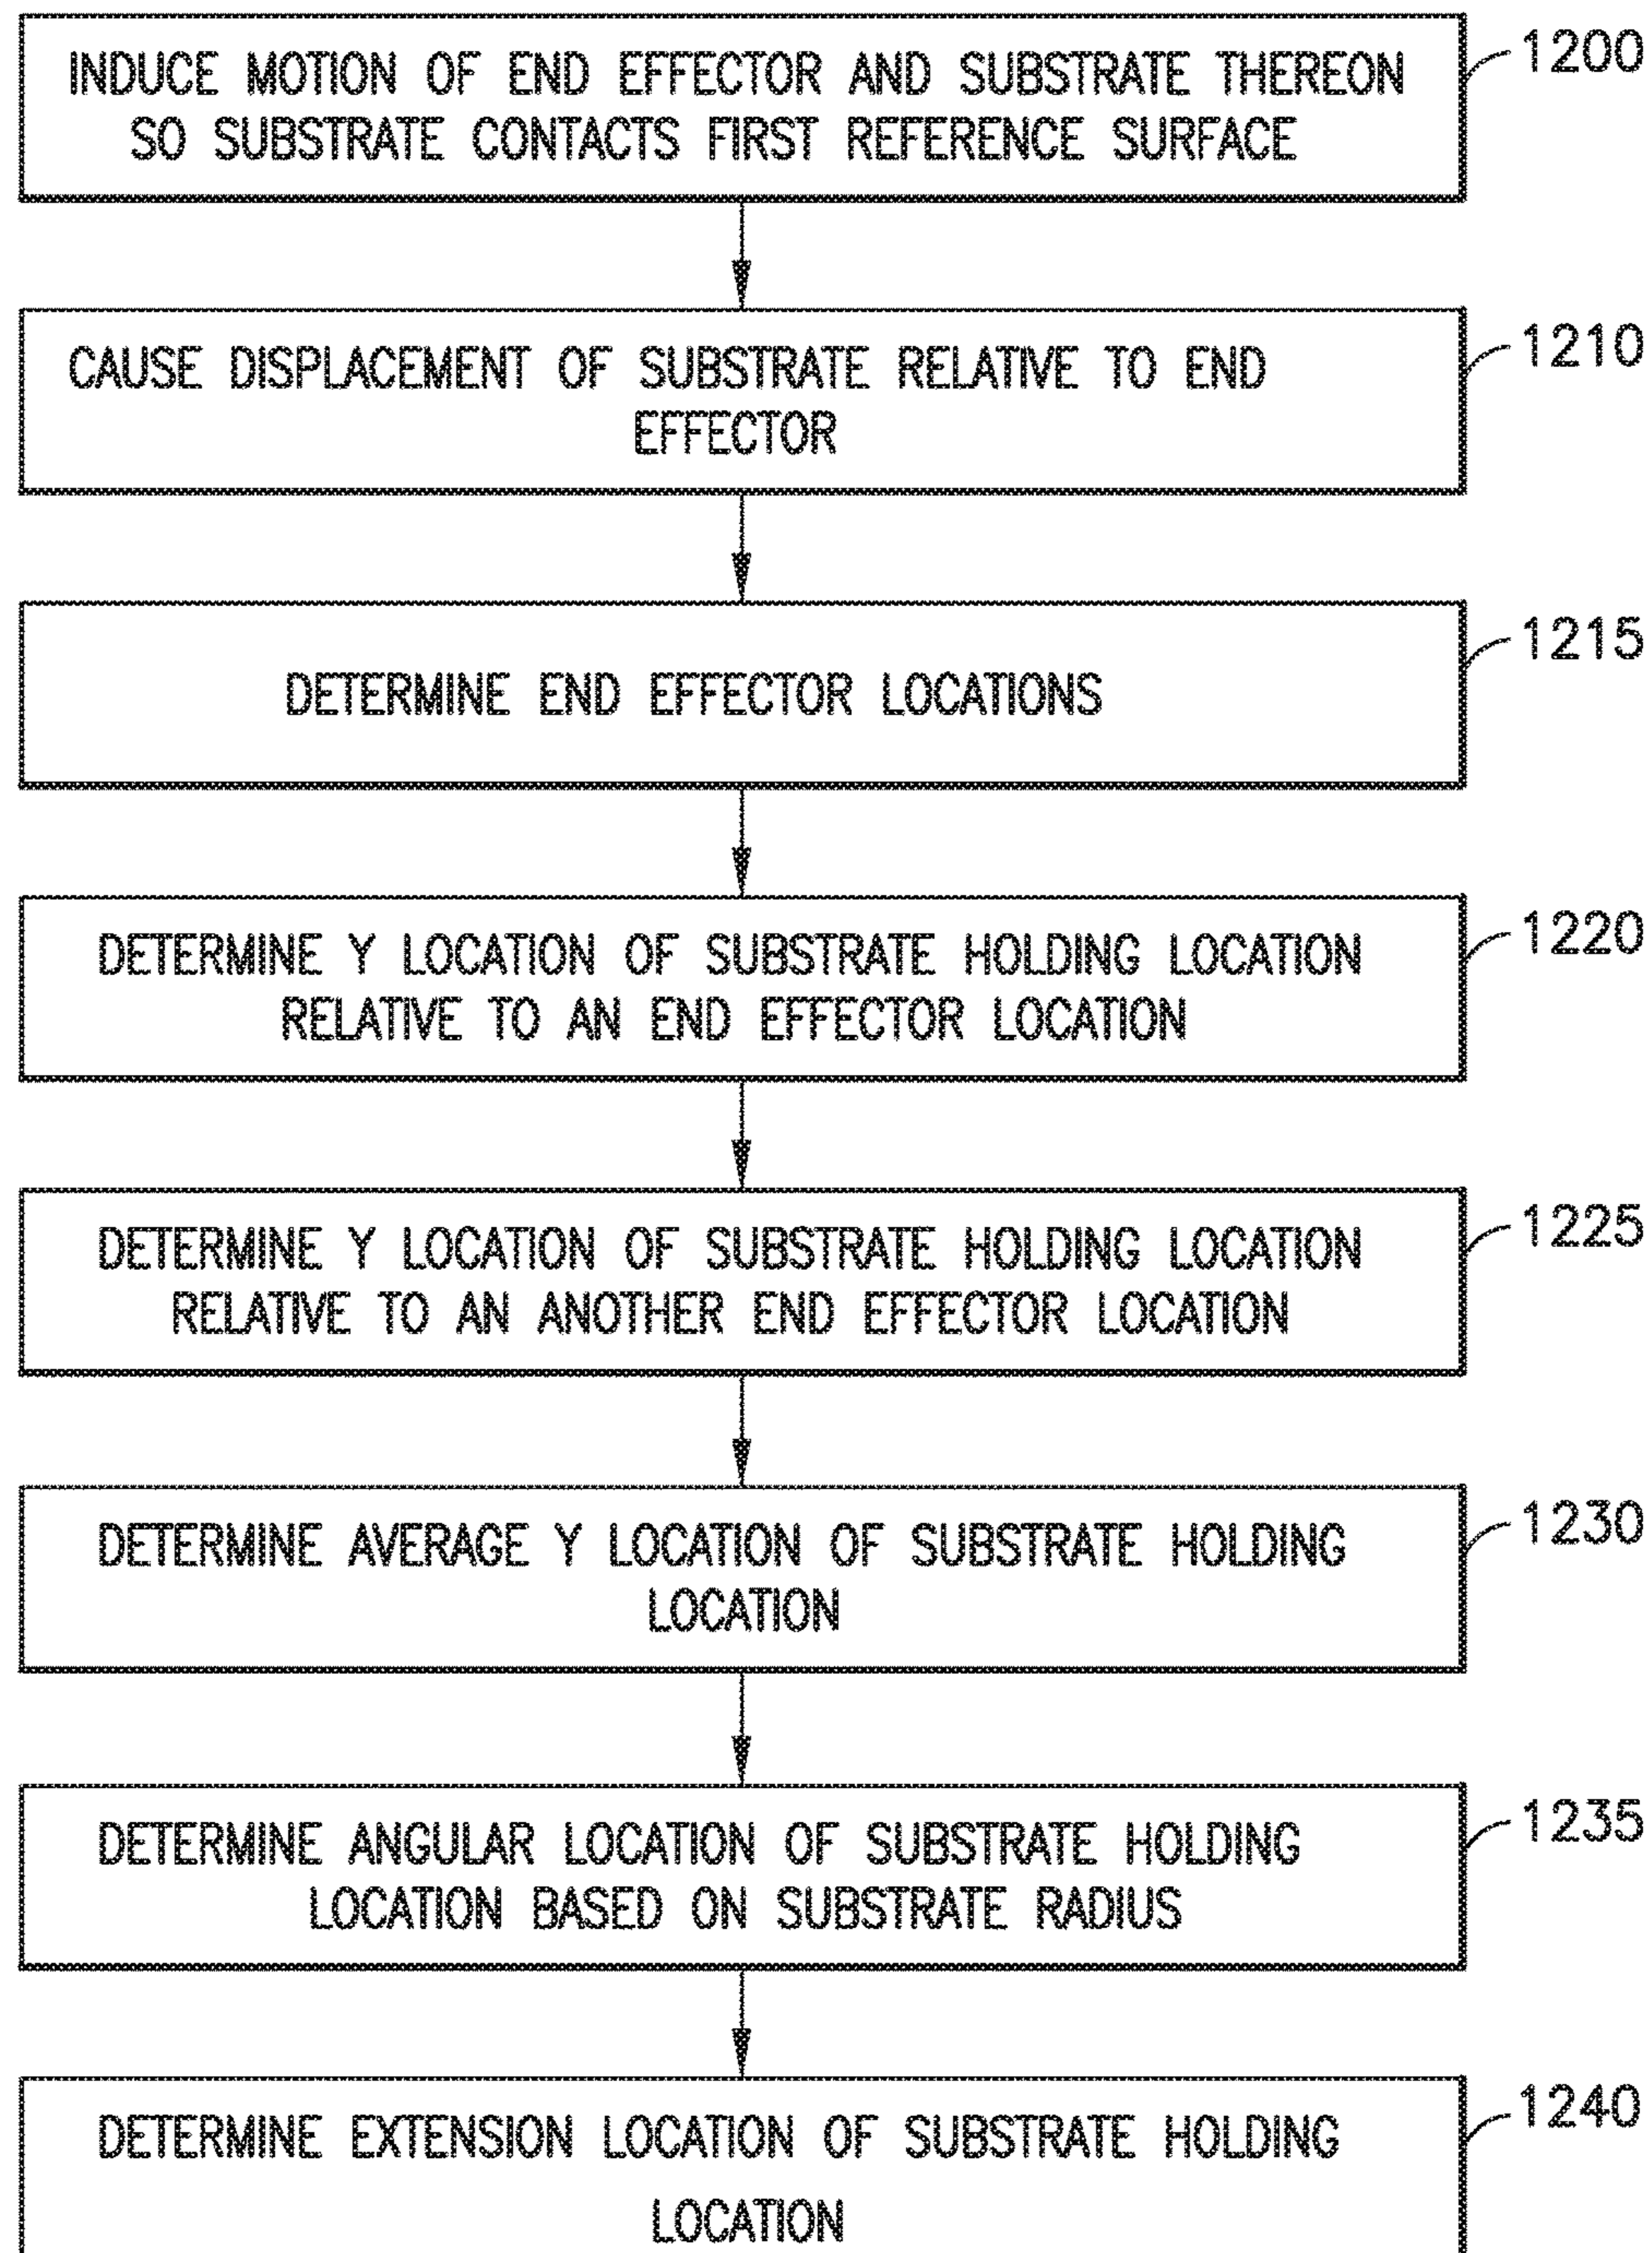 INDUCE MOTION OF END EFFECTOR AND SUBSTRATE THEREON
SO SUBSTRATE CONTACTS FIRST REFERENCE SURFACE
1200
CAUSE DISPLACEMENT OF SUBSTRATE RELATIVE TO END
EFFECTOR
1210
DETERMINE END EFFECTOR LOCATIONS
1215
DETERMINE Y LOCATION OF SUBSTRATE HOLDING LOCATION
RELATIVE TO AN END EFFECTOR LOCATION
1220
DETERMINE Y LOCATION OF SUBSTRATE HOLDING LOCATION
RELATIVE TO AN ANOTHER END EFFECTOR LOCATION
1225
DETERMINE AVERAGE Y LOCATION OF SUBSTRATE HOLDING
LOCATION
1230
DETERMINE ANGULAR LOCATION OF SUBSTRATE HOLDING
LOCATION BASED ON SUBSTRATE RADIUS
1235
DETERMINE EXTENSION LOCATION OF SUBSTRATE HOLDING
LOCATION
1240